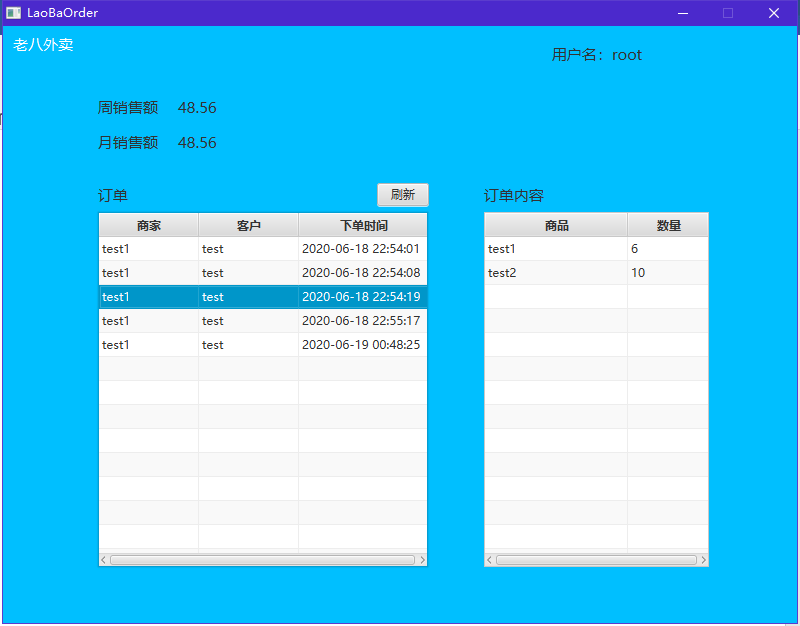 LaoBaOrder
老八外卖
用户名：root
周销售额 48.56
月销售额 48.56
订单 刷新
商家 客户 下单时间
test1 test 2020-06-18 22:54:01
test1 test 2020-06-18 22:54:08
test1 test 2020-06-18 22:54:19
test1 test 2020-06-18 22:55:17
test1 test 2020-06-19 00:48:25
订单内容
商品 数量
test1 6
test2 10